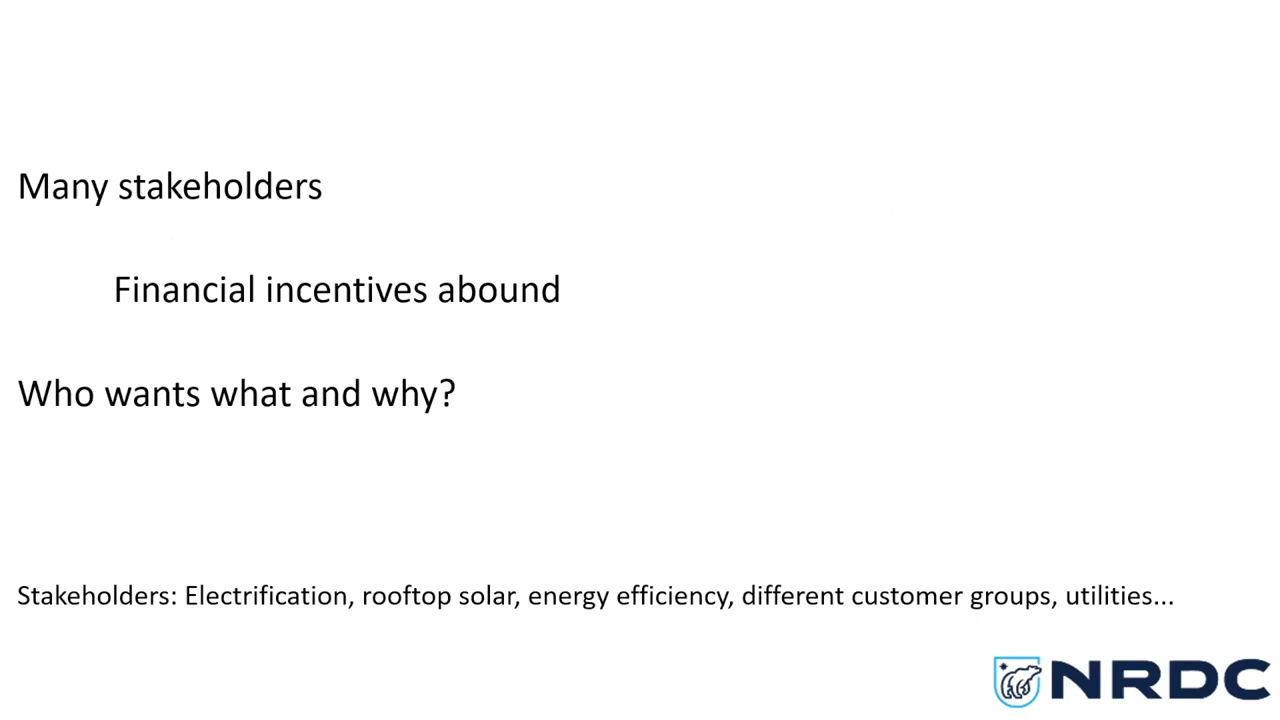 Many stakeholders
Financial incentives abound
Who wants what and why?
Stakeholders: Electrification, rooftop solar, energy efficiency, different customer groups, utilities...
NRDC